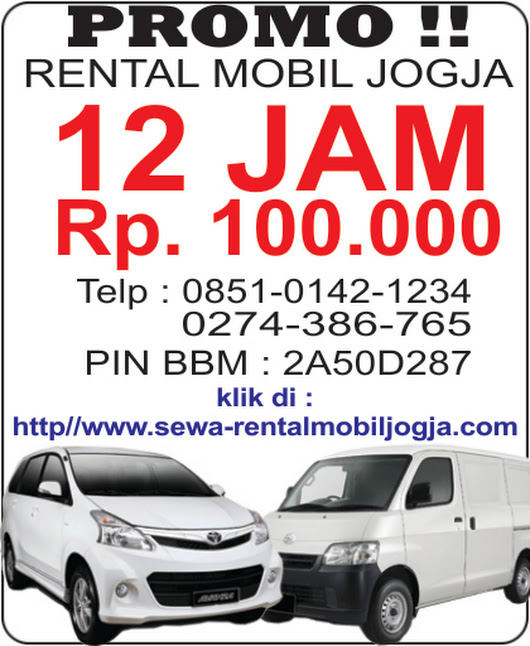 PROMO !!
RENTAL MOBIL JOGJA
12 JAM
Rp. 100.000
Telp : 0851-0142-1234
0274-386-765
PIN BBM : 2A50D287
klik di :
http//www.sewa-rentalmobiljogja.com